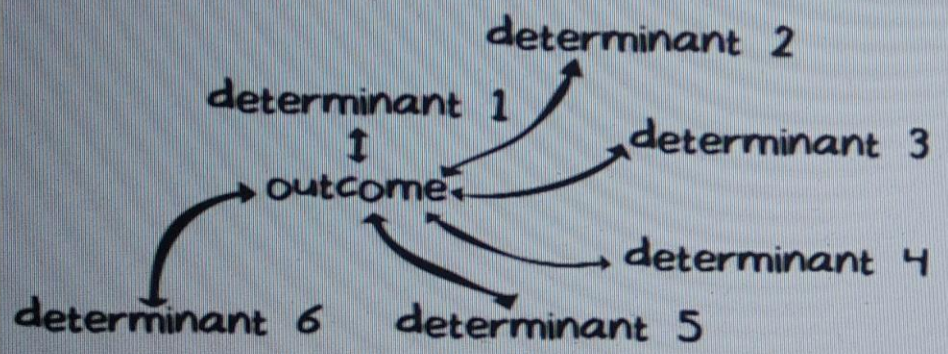 determinant 2
determinant 1
determinant 3
outcome
determinant 4
determinant 6
determinant 5